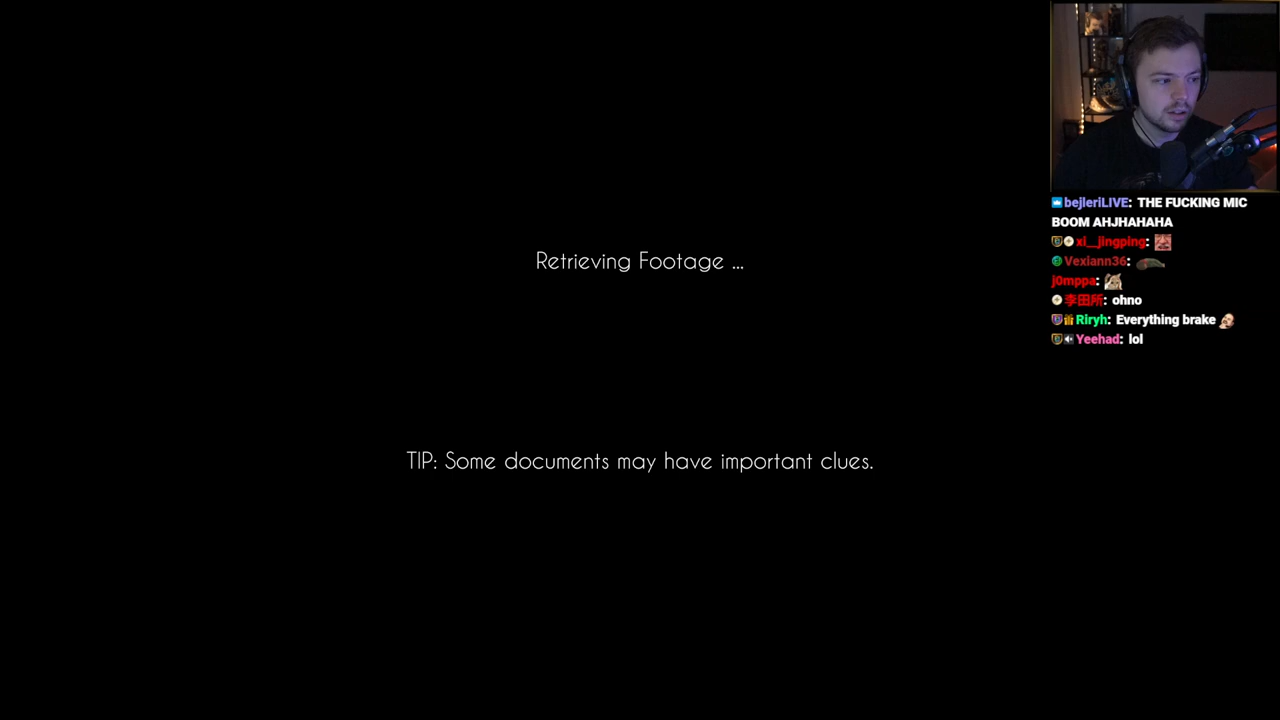 Retrieving Footage ...
TIP: Some documents may have important clues.
bejleriLIVE: THE FUCKING MIC
BOOM AHJHAHAHA
xi__jingping:
Vexiann36:
j0mppa:
李田所: ohno
Riryh: Everything brake
Yeehad: lol